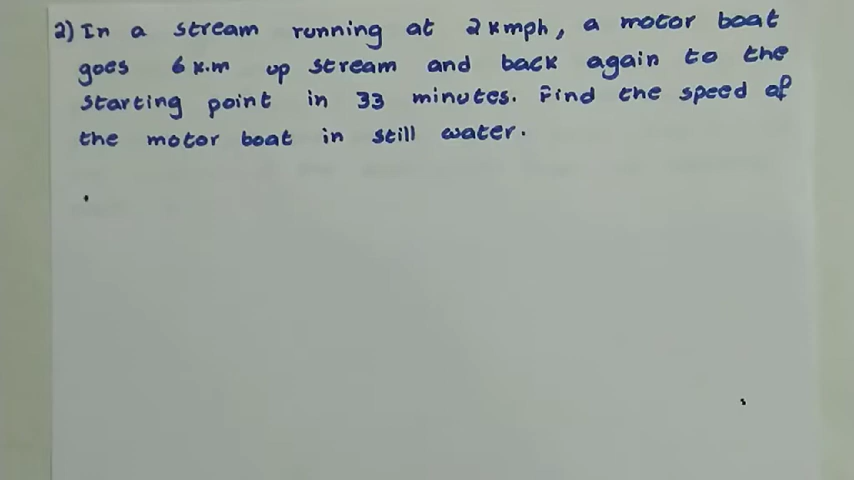 2) In a stream running at 2kmph, a motor boat
goes 6 K.m up stream and back again to the
starting point in 33 minutes. Find the speed of
the motor boat in still water.